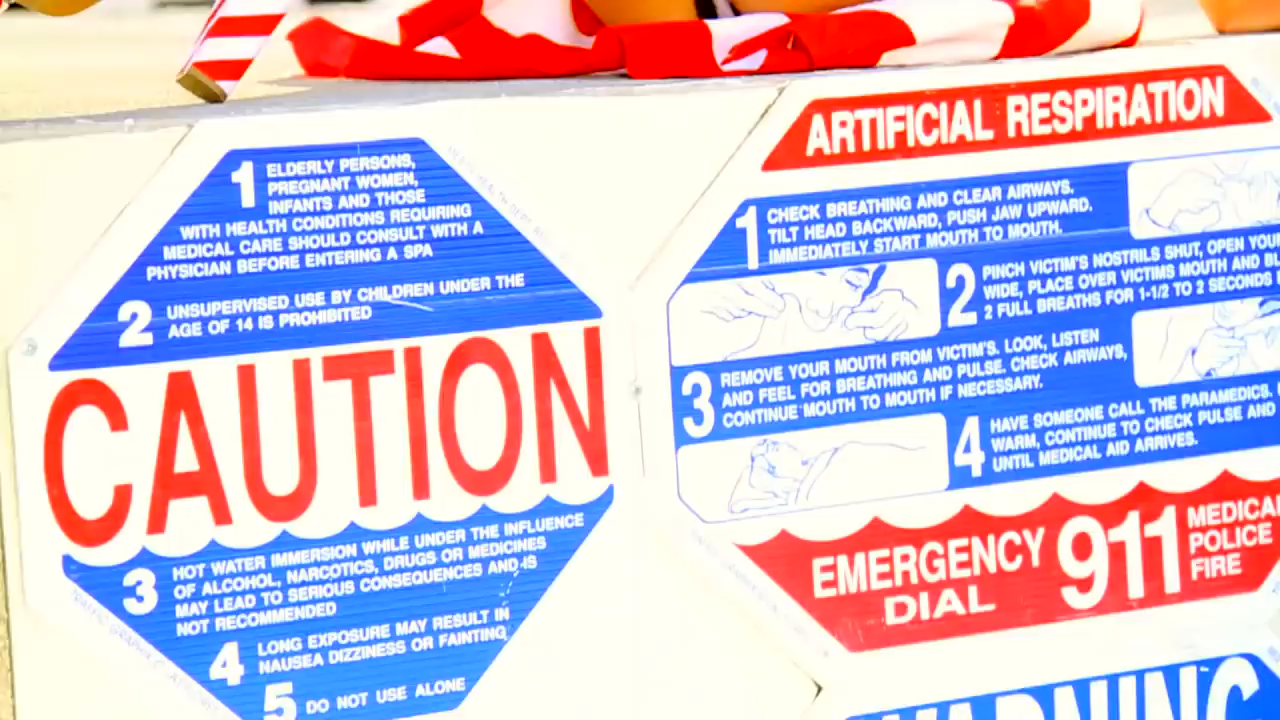 1 ELDERLY PERSONS,
PREGNANT WOMEN,
INFANTS AND THOSE
WITH HEALTH CONDITIONS REQUIRING
MEDICAL CARE SHOULD CONSULT WITH A
PHYSICIAN BEFORE ENTERING A SPA
2 UNSUPERVISED USE BY CHILDREN UNDER THE
AGE OF 14 IS PROHIBITED
CAUTION
3 HOT WATER IMMERSION WHILE UNDER THE INFLUENCE
OF ALCOHOL, NARCOTICS, DRUGS OR MEDICINES
MAY LEAD TO SERIOUS CONSEQUENCES AND IS
NOT RECOMMENDED
4 LONG EXPOSURE MAY RESULT IN
NAUSEA DIZZINESS OR FAINTING
5 DO NOT USE ALONE
ARTIFICIAL RESPIRATION
1 CHECK BREATHING AND CLEAR AIRWAYS.
TILT HEAD BACKWARD, PUSH JAW UPWARD.
IMMEDIATELY START MOUTH TO MOUTH.
2 PINCH VICTIM'S NOSTRILS SHUT, OPEN YOU
WIDE, PLACE OVER VICTIMS MOUTH AND BL
2 FULL BREATHS FOR 1-1/2 TO 2 SECONDS
3 REMOVE YOUR MOUTH FROM VICTIM'S. LOOK, LISTEN
AND FEEL FOR BREATHING AND PULSE. CHECK AIRWAYS,
CONTINUE MOUTH TO MOUTH IF NECESSARY.
4 HAVE SOMEONE CALL THE PARAMEDICS,
WARM, CONTINUE TO CHECK PULSE AND
UNTIL MEDICAL AID ARRIVES.
EMERGENCY
DIAL
911
MEDICAL
POLICE
FIRE
WARNING